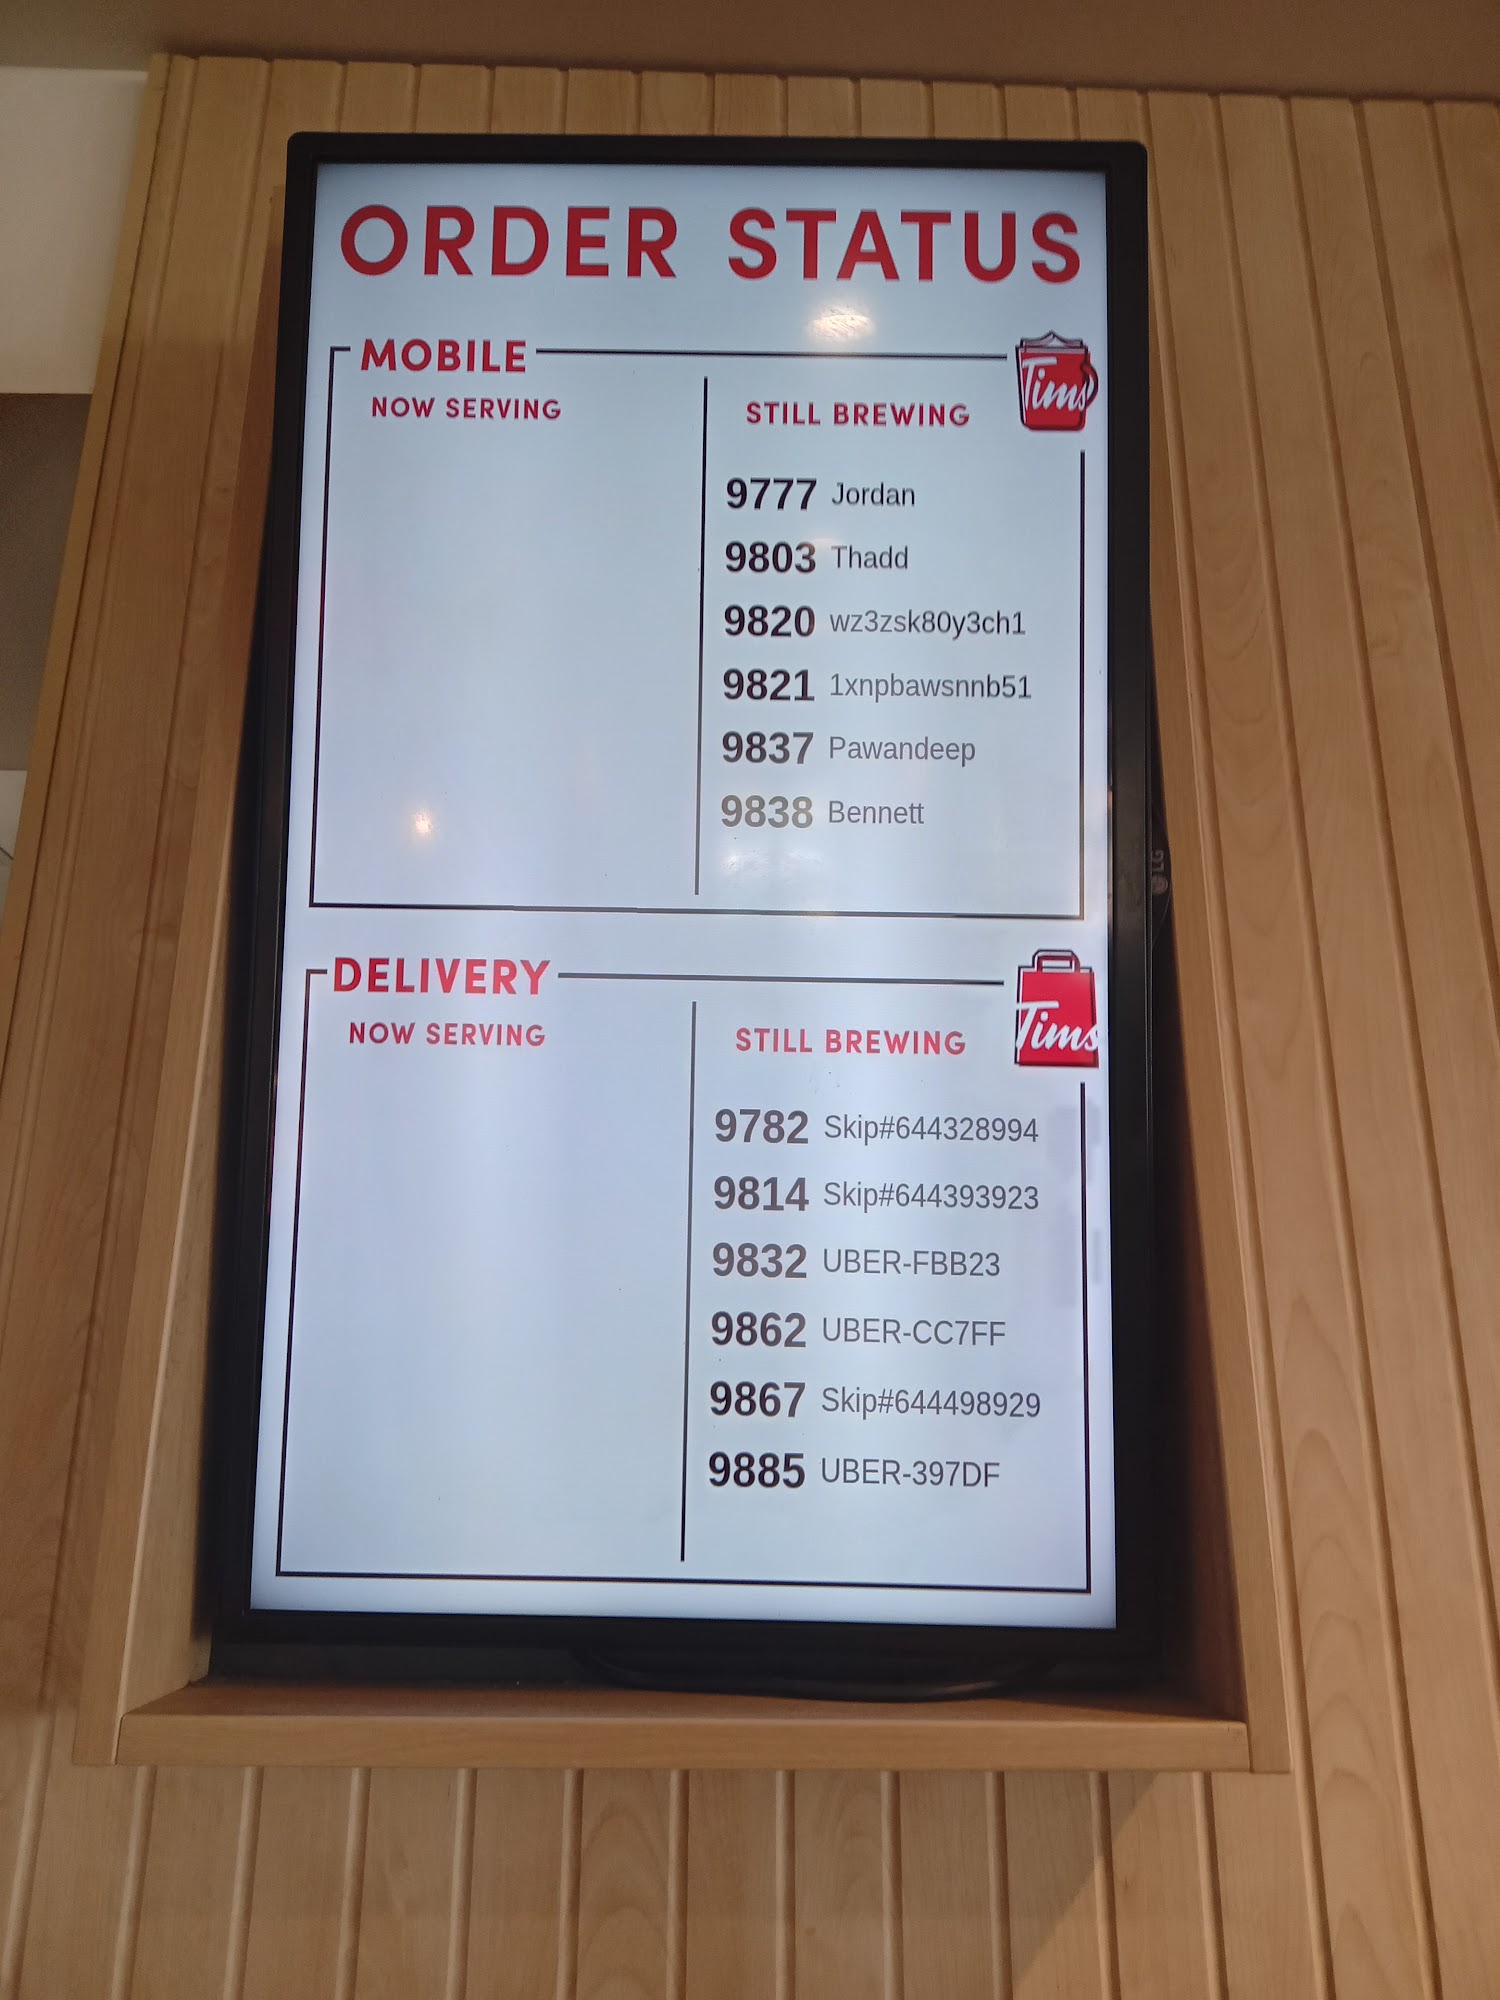 ORDER STATUS
MOBILE
Tims
NOW SERVING
STILL BREWING
9777 Jordan
9803 Thadd
9820 wz3zsk80y3ch1
9821 1xnpbawsnnb51
9837 Pawandeep
9838 Bennett
LG
DELIVERY
Tims
NOW SERVING
STILL BREWING
9782 Skip#644328994
9814 Skip#644393923
9832 UBER-FBB23
9862 UBER-CC7FF
9867 Skip#644498929
9885 UBER-397DF